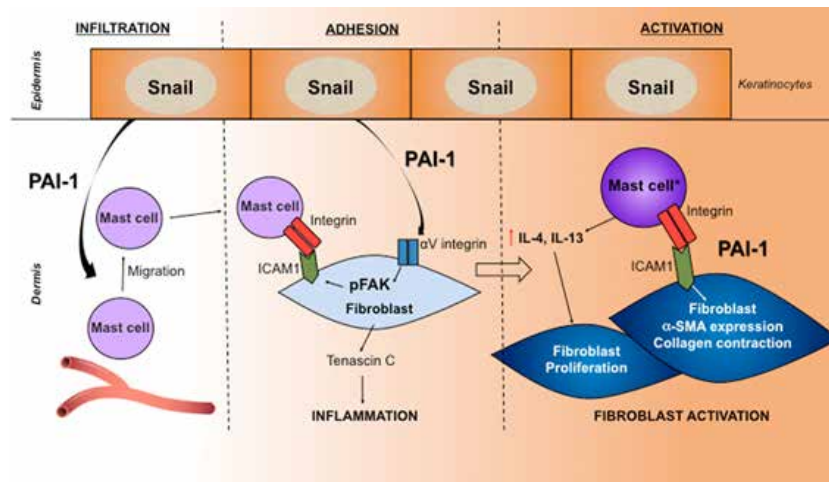 INFILTRATION
ADHESION
ACTIVATION
Epidermis
Snail
Snail
Snail
Snail
Keratinocytes
Dermis
PAI-1
Mast cell
Migration
Mast cell
PAI-1
Mast cell
Integrin
αV integrin
ICAM1
pFAK
Fibroblast
Tenascin C
INFLAMMATION
Mast cell*
Integrin
↑ IL-4, IL-13
PAI-1
ICAM1
Fibroblast
α-SMA expression
Collagen contraction
Fibroblast
Proliferation
FIBROBLAST ACTIVATION